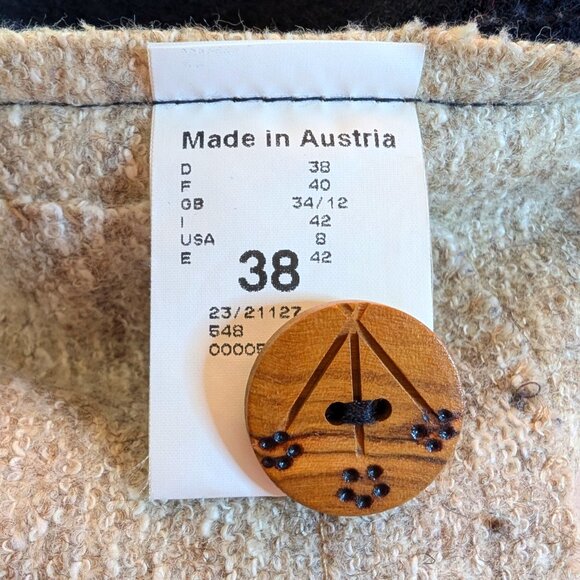 Made in Austria
D 38
F 40
GB 34/12
I 42
USA 8
E 42
38
23/21127
548